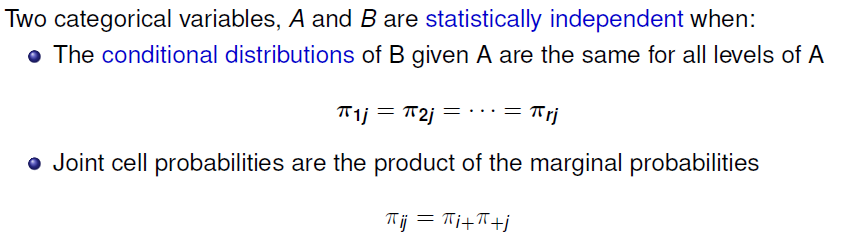 Two categorical variables, A and B are statistically independent when:
The conditional distributions of B given A are the same for all levels of A
π1j = π2j = ··· = πrj
Joint cell probabilities are the product of the marginal probabilities
πij = πi+π+j